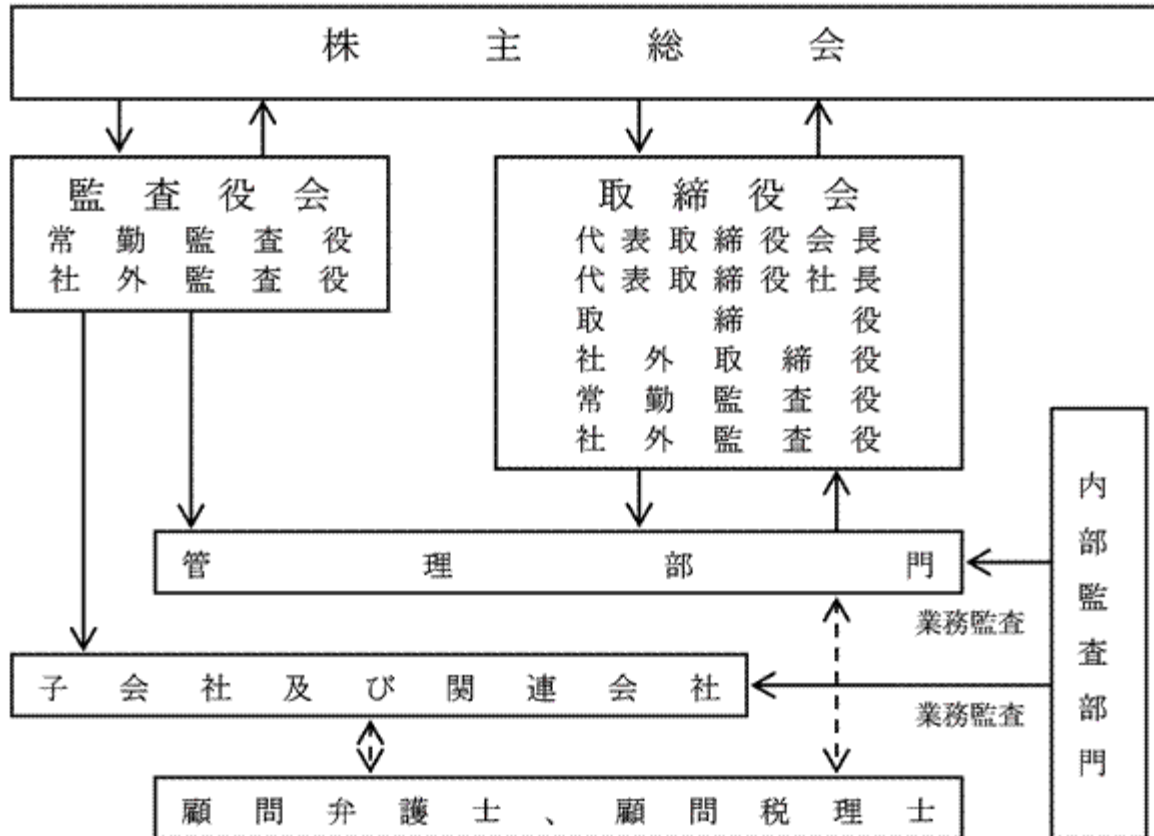 株主総会
監査役会
常勤監査役
社外監査役
取締役会
代表取締役会長
代表取締役社長
取締役
社外取締役
常勤監査役
社外監査役
管理部門
業務監査
子会社及び関連会社
業務監査
顧問弁護士、顧問税理士
内部監査部門